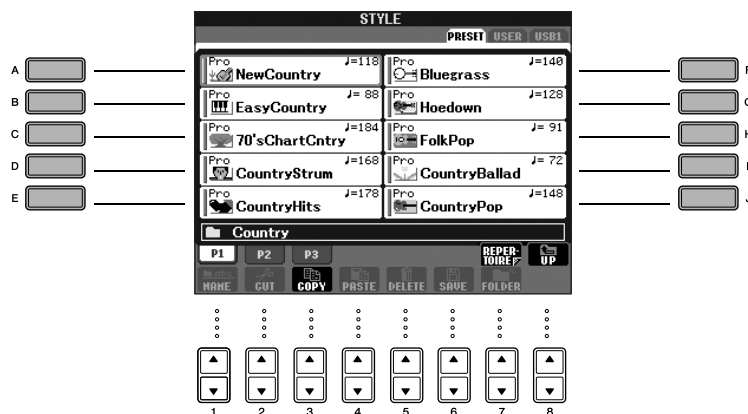 STYLE
PRESET USER USB1
A
Pro ♩=118
NewCountry
Pro ♩=140
Bluegrass
B
Pro ♩= 88
EasyCountry
Pro ♩=128
Hoedown
C
Pro ♩=184
70'sChartCntry
Pro ♩= 91
FolkPop
D
Pro ♩=168
CountryStrum
Pro ♩= 72
CountryBallad
E
Pro ♩=178
CountryHits
Pro ♩=148
CountryPop
Country
P1 P2 P3 REPER-
TOIRE UP
NAME CUT COPY PASTE DELETE SAVE FOLDER
1 2 3 4 5 6 7 8